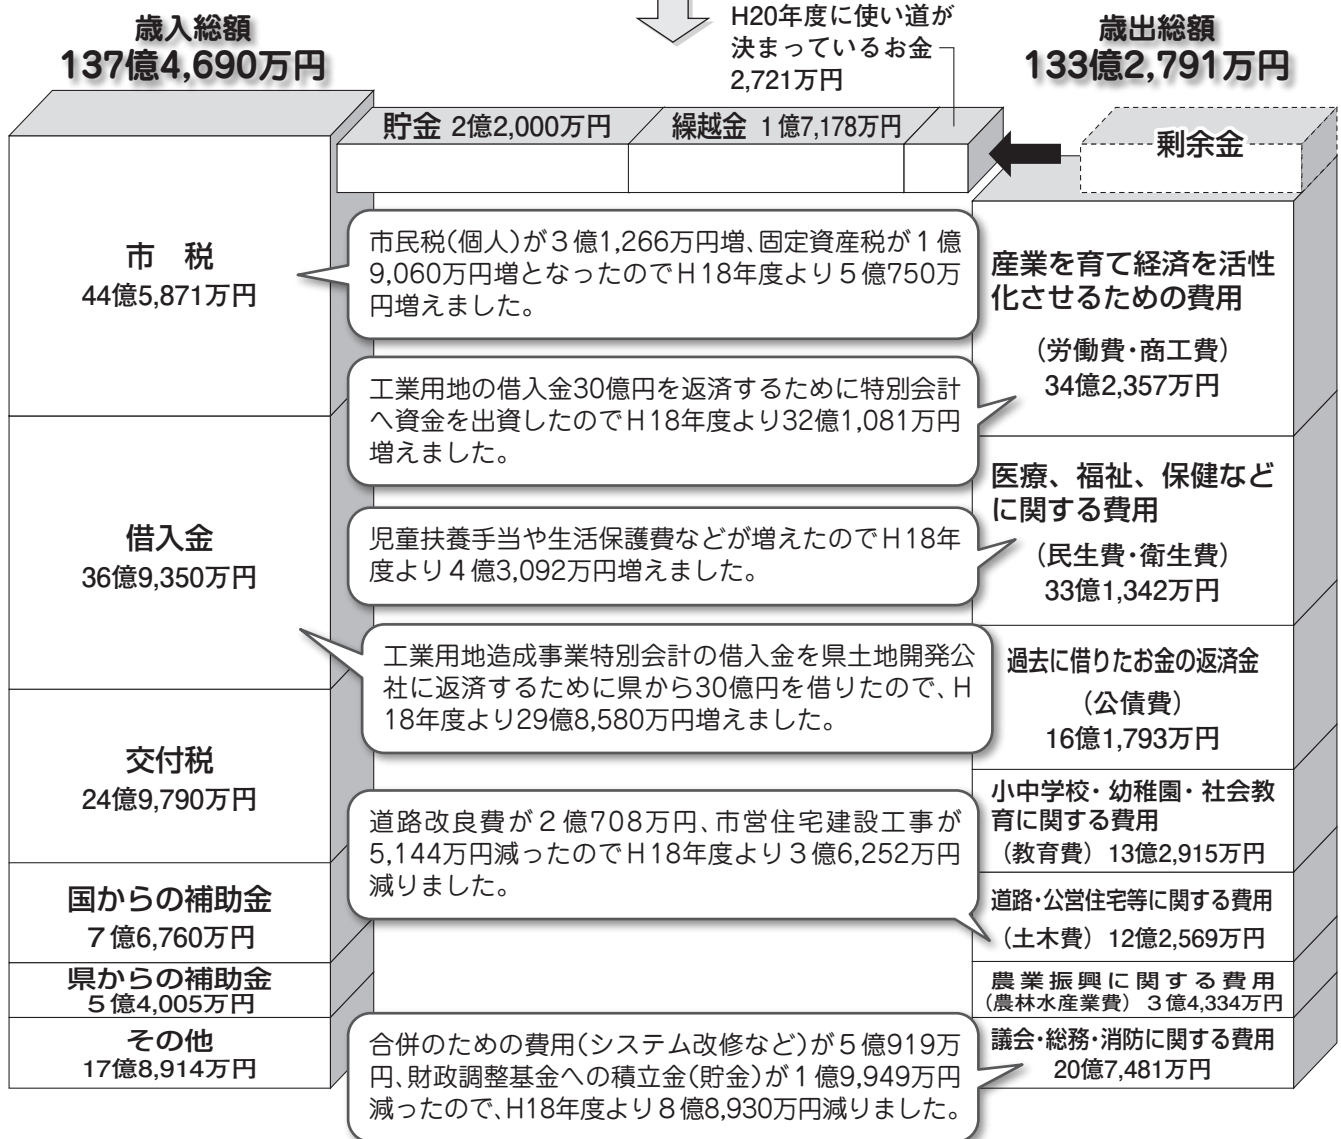 歳入総額
137億4,690万円
H20年度に使い道が
決まっているお金
2,721万円
歳出総額
133億2,791万円
貯金 2億2,000万円
繰越金 1億7,178万円
剰余金
市 税
44億5,871万円
市民税(個人)が3億1,266万円増、固定資産税が1億
9,060万円増となったのでH18年度より5億750万
円増えました。
産業を育て経済を活性
化させるための費用
(労働費・商工費)
34億2,357万円
工業用地の借入金30億円を返済するために特別会計
へ資金を出資したのでH18年度より32億1,081万円
増えました。
借入金
36億9,350万円
医療、福祉、保健など
に関する費用
(民生費・衛生費)
33億1,342万円
児童扶養手当や生活保護費などが増えたのでH18年
度より4億3,092万円増えました。
工業用地造成事業特別会計の借入金を県土地開発公
社に返済するために県から30億円を借りたので、H
18年度より29億8,580万円増えました。
過去に借りたお金の返済金
(公債費)
16億1,793万円
交付税
24億9,790万円
小中学校・幼稚園・社会教
育に関する費用
(教育費) 13億2,915万円
道路改良費が2億708万円、市営住宅建設工事が
5,144万円減ったのでH18年度より3億6,252万円
減りました。
国からの補助金
7億6,760万円
道路・公営住宅等に関する費用
(土木費) 12億2,569万円
県からの補助金
5億4,005万円
農業振興に関する費用
(農林水産業費) 3億4,334万円
その他
17億8,914万円
合併のための費用(システム改修など)が5億919万
円、財政調整基金への積立金(貯金)が1億9,949万円
減ったので、H18年度より8億8,930万円減りました。
議会・総務・消防に関する費用
20億7,481万円